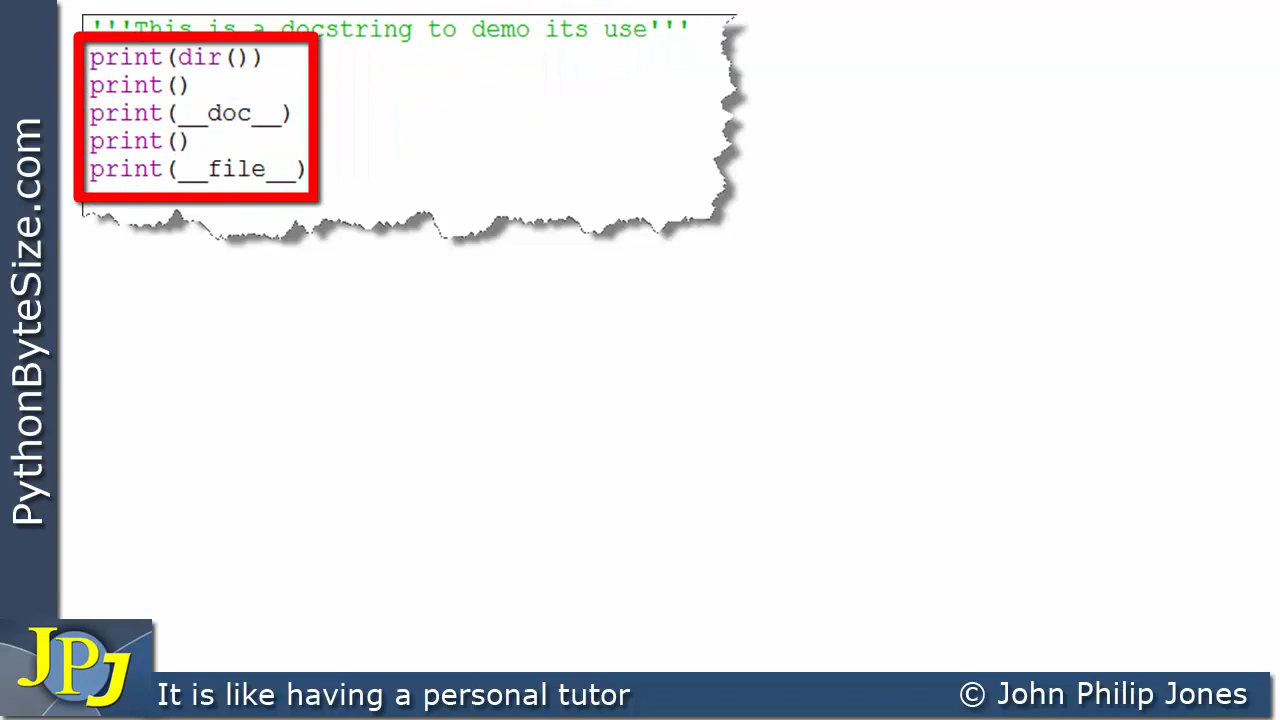 '''This is a docstring to demo its use'''
print(dir())
print()
print(__doc__)
print()
print(__file__)
PythonByteSize.com
JPJ
It is like having a personal tutor
© John Philip Jones